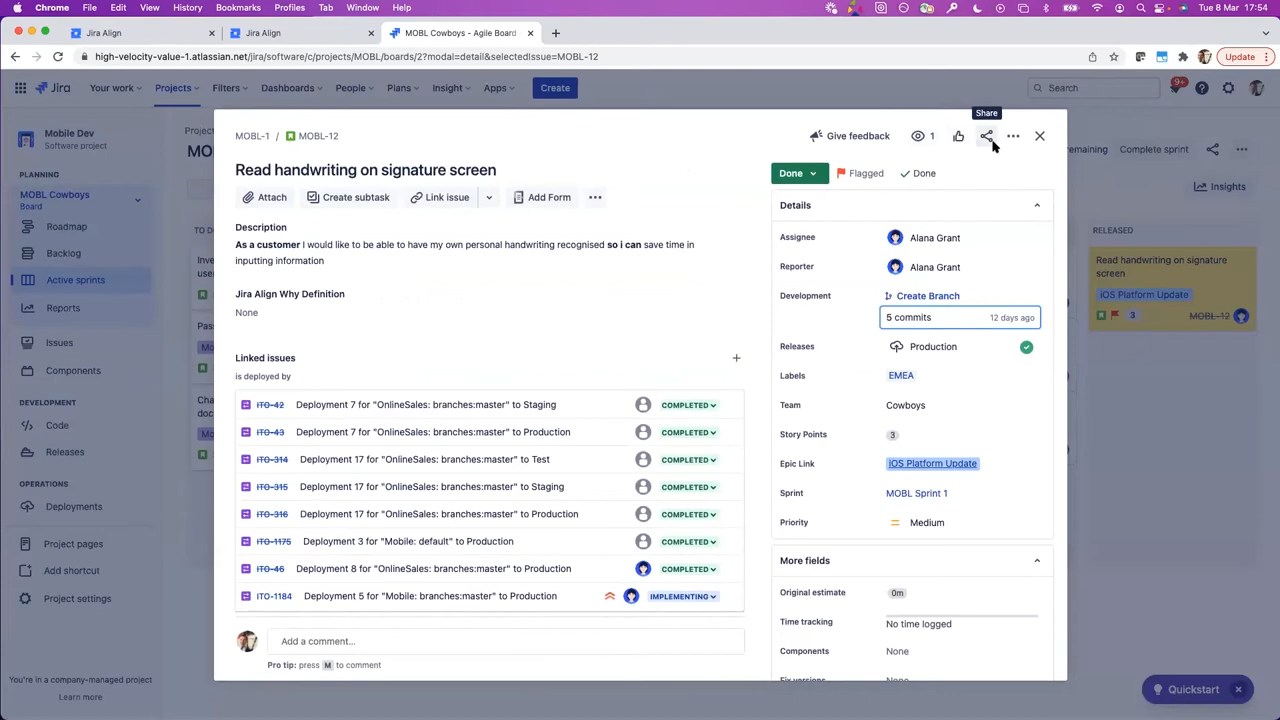 Chrome File Edit View History Bookmarks Profiles Tab Window Help Tue 8 Mar 17:54
Jira Align
Jira Align
MOBL Cowboys - Agile Board
high-velocity-value-1.atlassian.net/jira/software/c/projects/MOBL/boards/2?modal=detail&selectedIssue=MOBL-12
Update
Jira
Your work
Projects
Filters
Dashboards
People
Plans
Insight
Apps
Create
Search
9+
Mobile Dev
Software project
PLANNING
MOBL Cowboys
Board
Roadmap
Backlog
Active sprints
Reports
Issues
Components
DEVELOPMENT
Code
Releases
OPERATIONS
Deployments
Project pages
Add shortcut
Project settings
You're in a company-managed project
Learn more
Share
MOBL-1 / MOBL-12
Give feedback
1
Read handwriting on signature screen
Attach
Create subtask
Link issue
Add Form
Description
As a customer I would like to be able to have my own personal handwriting recognised so i can save time in
inputting information
Jira Align Why Definition
None
Linked issues
is deployed by
ITO-42 Deployment 7 for "OnlineSales: branches:master" to Staging COMPLETED
ITO-43 Deployment 7 for "OnlineSales: branches:master" to Production COMPLETED
ITO-314 Deployment 17 for "OnlineSales: branches:master" to Test COMPLETED
ITO-315 Deployment 17 for "OnlineSales: branches:master" to Staging COMPLETED
ITO-316 Deployment 17 for "OnlineSales: branches:master" to Production COMPLETED
ITO-1175 Deployment 3 for "Mobile: default" to Production COMPLETED
ITO-46 Deployment 8 for "OnlineSales: branches:master" to Production COMPLETED
ITO-1184 Deployment 5 for "Mobile: branches:master" to Production IMPLEMENTING
Add a comment...
Pro tip: press M to comment
Done
Flagged
Done
Details
Assignee Alana Grant
Reporter Alana Grant
Development Create Branch
5 commits 12 days ago
Releases Production
Labels EMEA
Team Cowboys
Story Points 3
Epic Link iOS Platform Update
Sprint MOBL Sprint 1
Priority Medium
More fields
Original estimate 0m
Time tracking No time logged
Components None
remaining
Complete sprint
Insights
RELEASED
Read handwriting on signature
screen
iOS Platform Update
3 MOBL-12
Quickstart